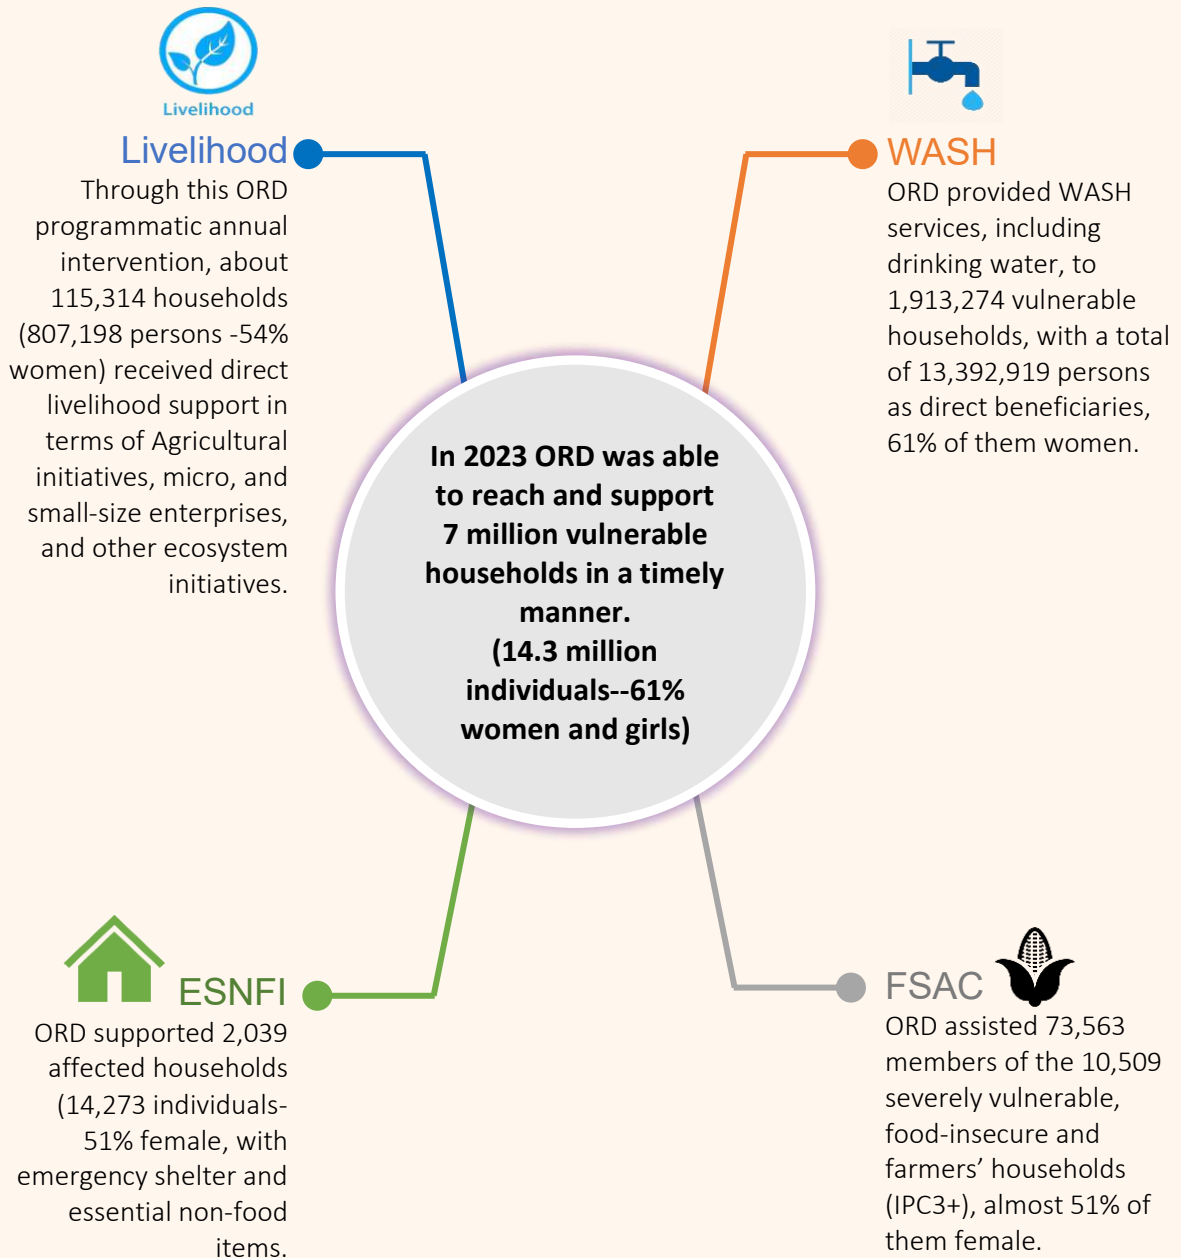 Livelihood
Livelihood
Through this ORD
programmatic annual
intervention, about
115,314 households
(807,198 persons -54%
women) received direct
livelihood support in
terms of Agricultural
initiatives, micro, and
small-size enterprises,
and other ecosystem
initiatives.
WASH
ORD provided WASH
services, including
drinking water, to
1,913,274 vulnerable
households, with a total
of 13,392,919 persons
as direct beneficiaries,
61% of them women.
In 2023 ORD was able
to reach and support
7 million vulnerable
households in a timely
manner.
(14.3 million
individuals--61%
women and girls)
ESNFI
ORD supported 2,039
affected households
(14,273 individuals-
51% female, with
emergency shelter and
essential non-food
items.
FSAC
ORD assisted 73,563
members of the 10,509
severely vulnerable,
food-insecure and
farmers’ households
(IPC3+), almost 51% of
them female.